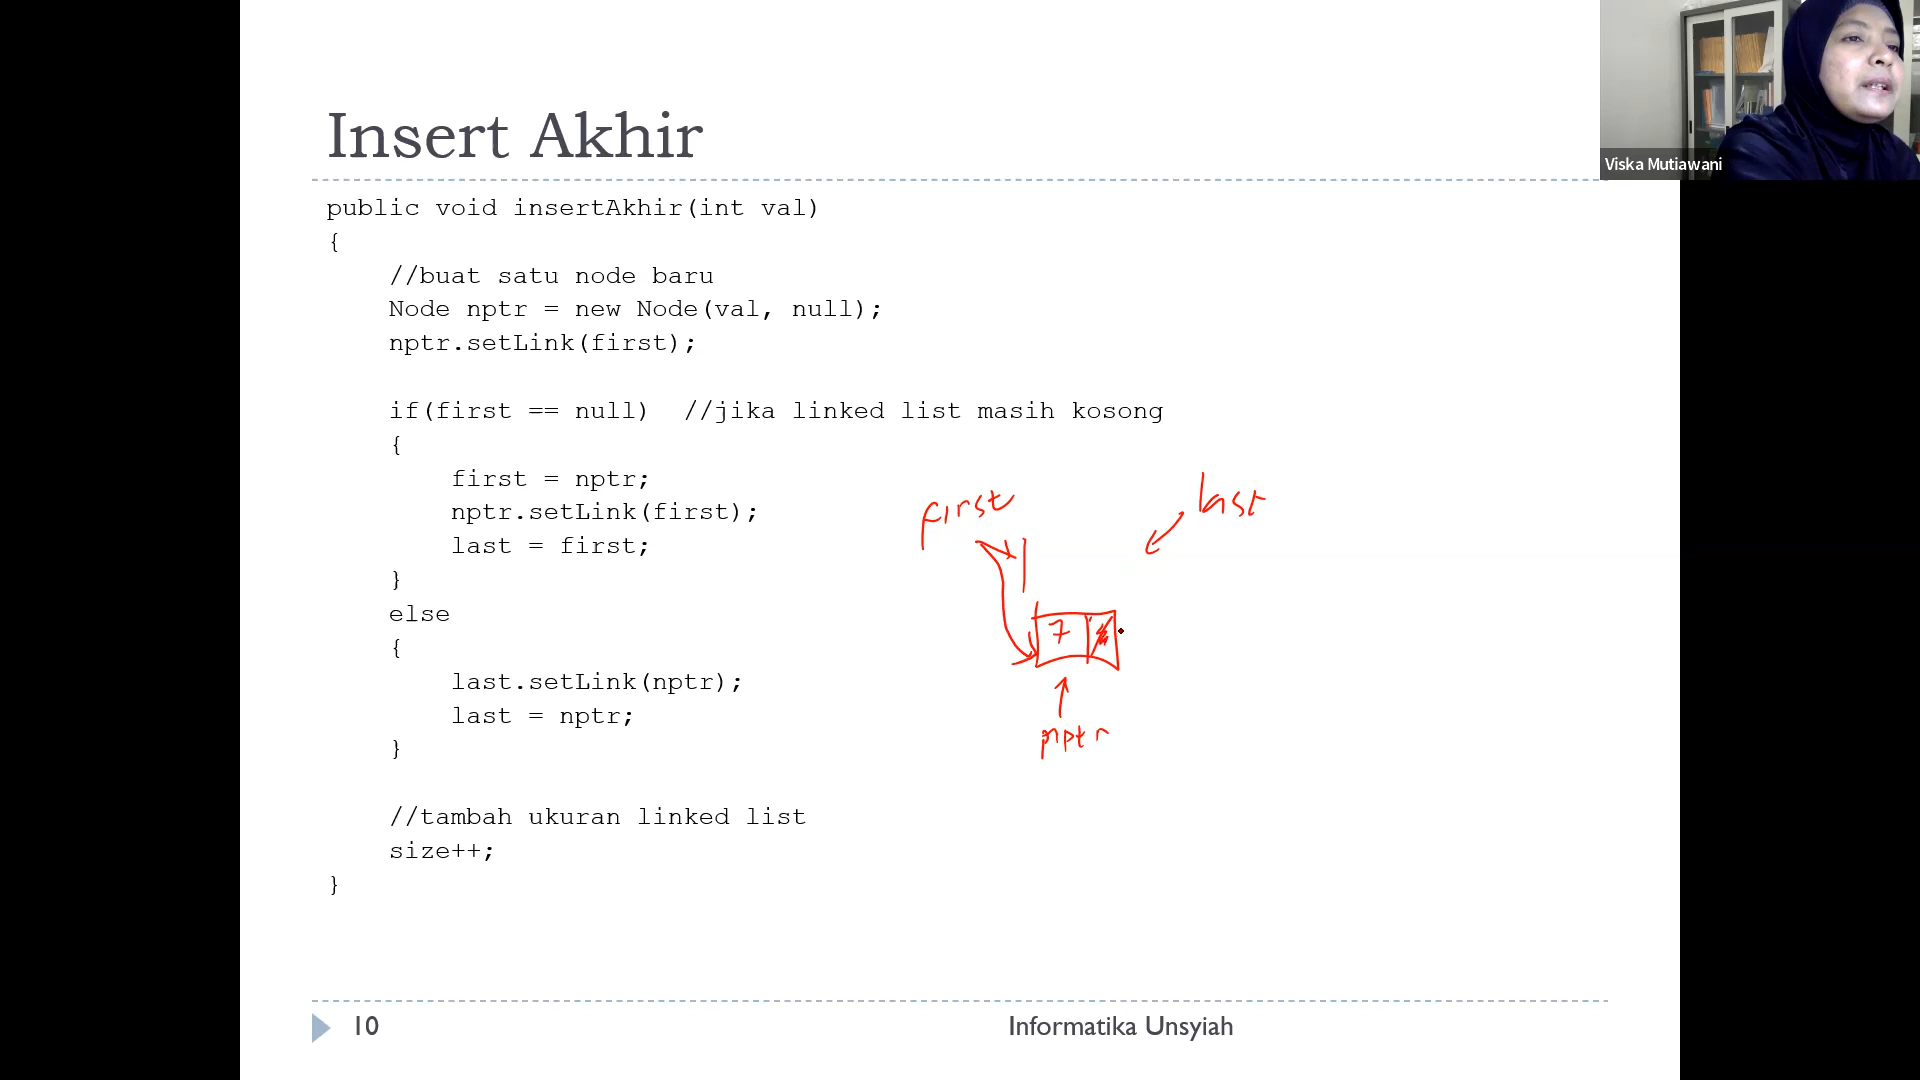 Viska Mutiawani
Insert Akhir
public void insertAkhir(int val)
{
//buat satu node baru
Node nptr = new Node(val, null);
nptr.setLink(first);
if(first == null) //jika linked list masih kosong
{
first = nptr;
nptr.setLink(first);
last = first;
}
else
{
last.setLink(nptr);
last = nptr;
}
//tambah ukuran linked list
size++;
}
first
last
7
nptr
10
Informatika Unsyiah